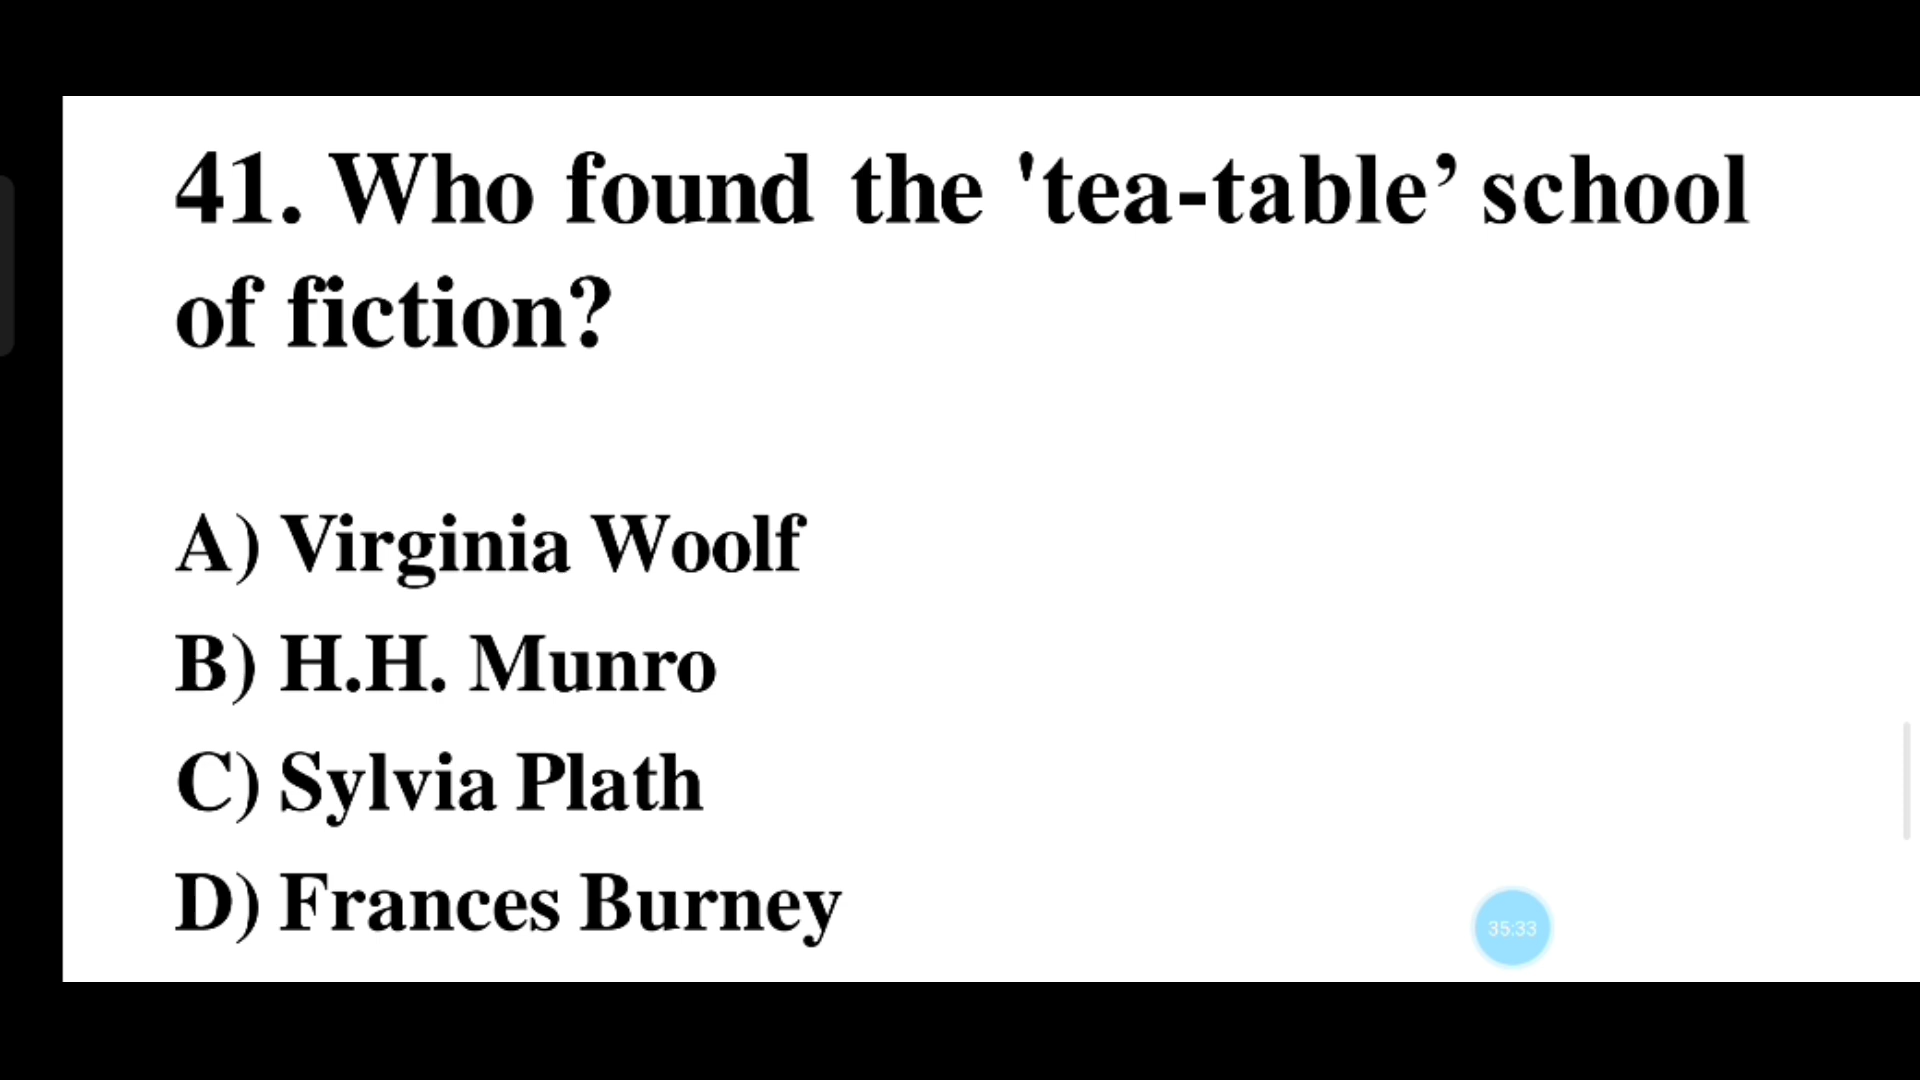 41. Who found the 'tea-table’ school
of fiction?
A) Virginia Woolf
B) H.H. Munro
C) Sylvia Plath
D) Frances Burney
35:33